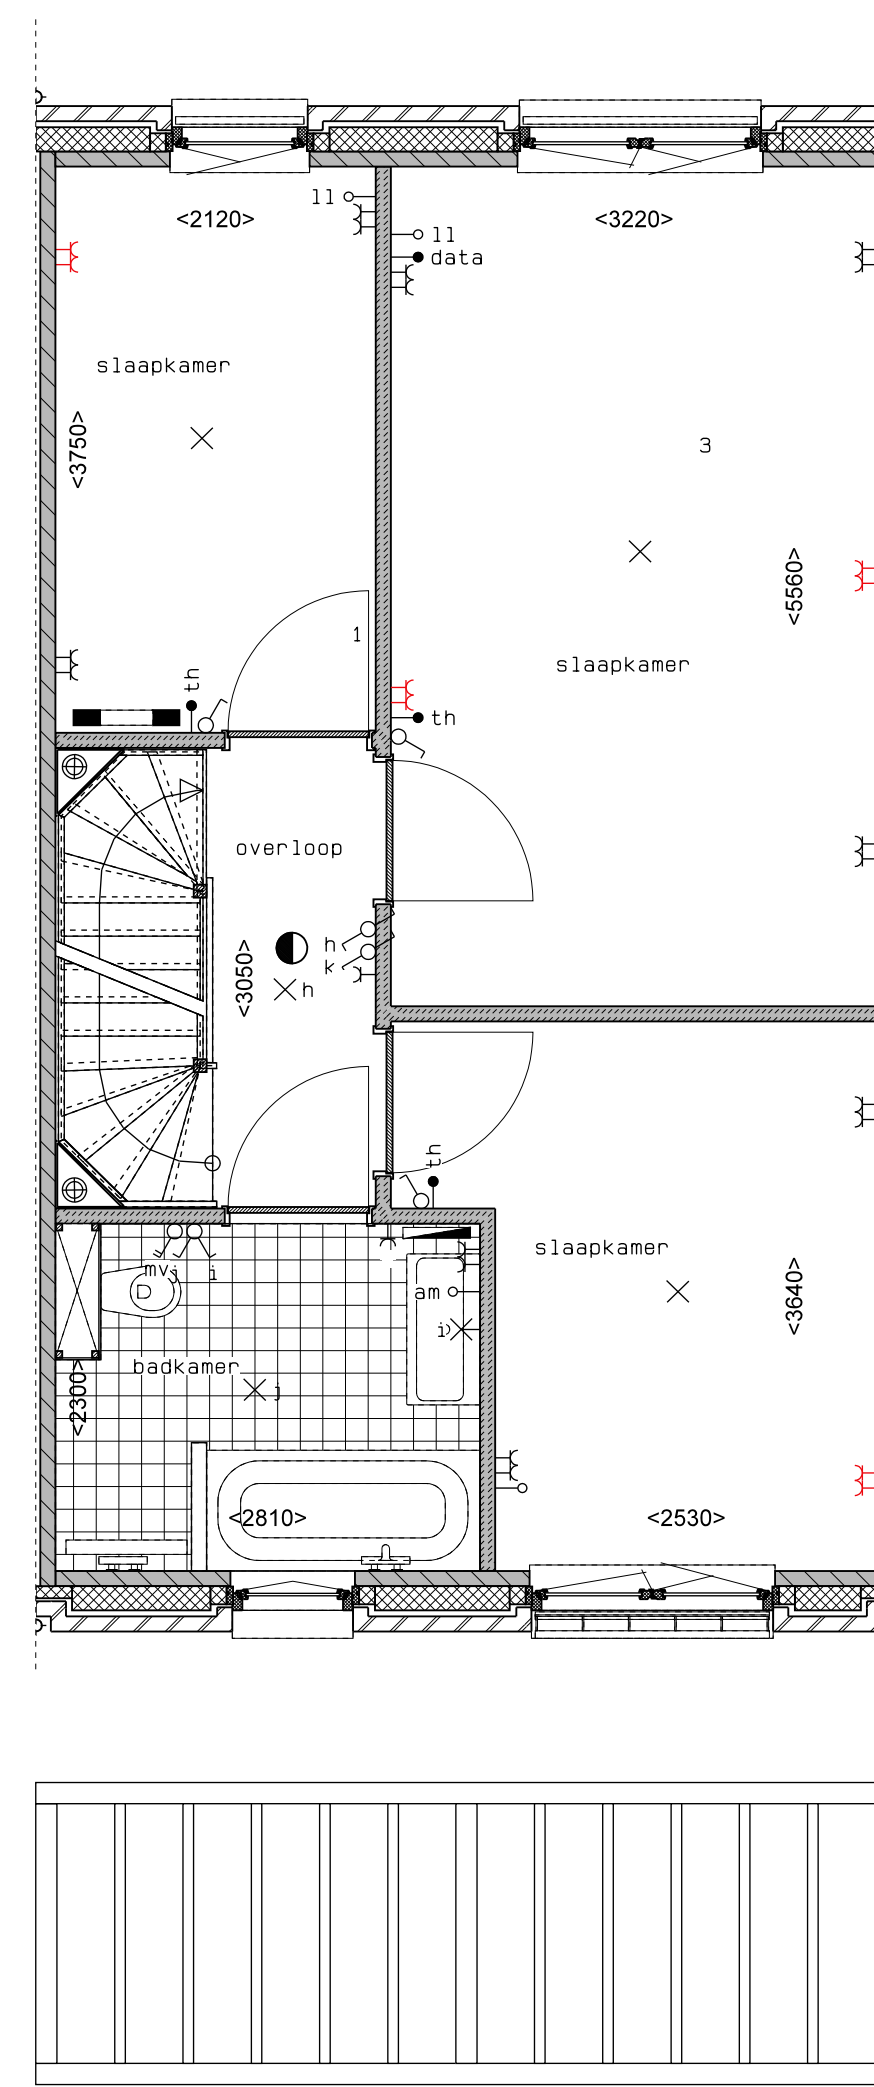 ll
<2120>
<3220>
ll
data
slaapkamer
<3750>
3
<5560>
1
slaapkamer
th
th
overloop
h
k
<3050>
h
th
slaapkamer
mv
j
i
am
<3640>
i
badkamer
j
<2300>
<2810>
<2530>